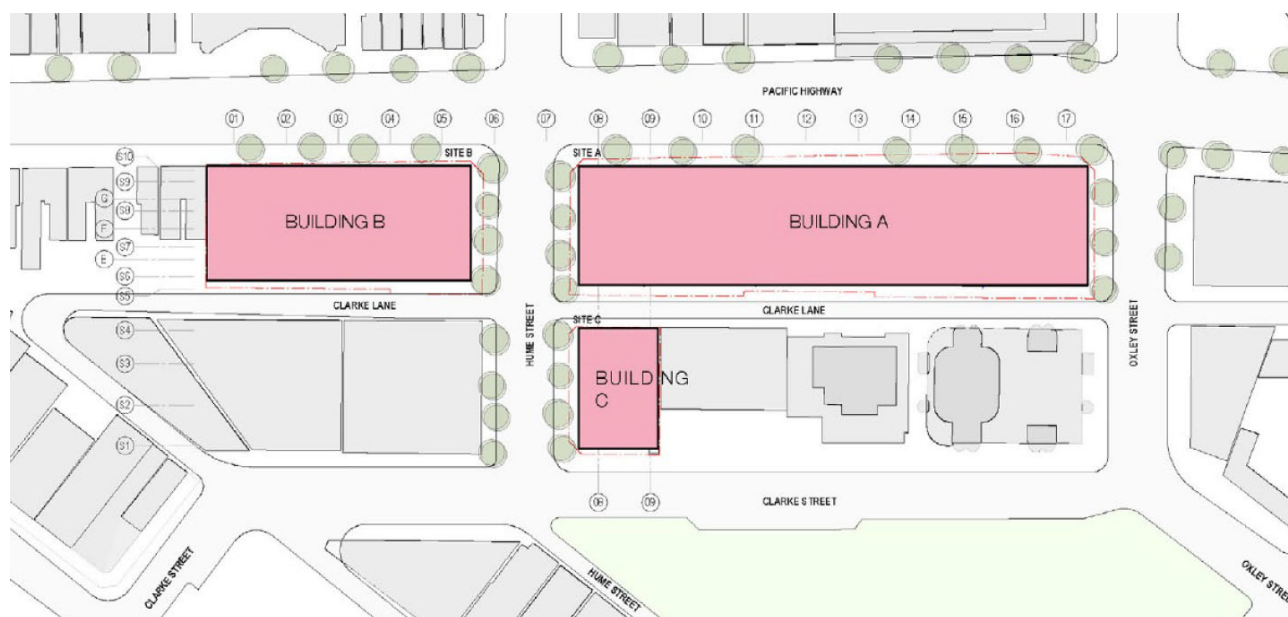 PACIFIC HIGHWAY
01 02 03 04 05 06 07 08 09 10 11 12 13 14 15 16 17
SITE B
SITE A
S10
S9
G
S8
F
S7
E
S6
S5
BUILDING B
BUILDING A
CLARKE LANE
CLARKE LANE
HUME STREET
OXLEY STREET
SITE C
S4
S3
S2
S1
BUILDING
C
08 09
CLARKE STREET
CLARKE STREET
HUME STREET
OXLEY STREET